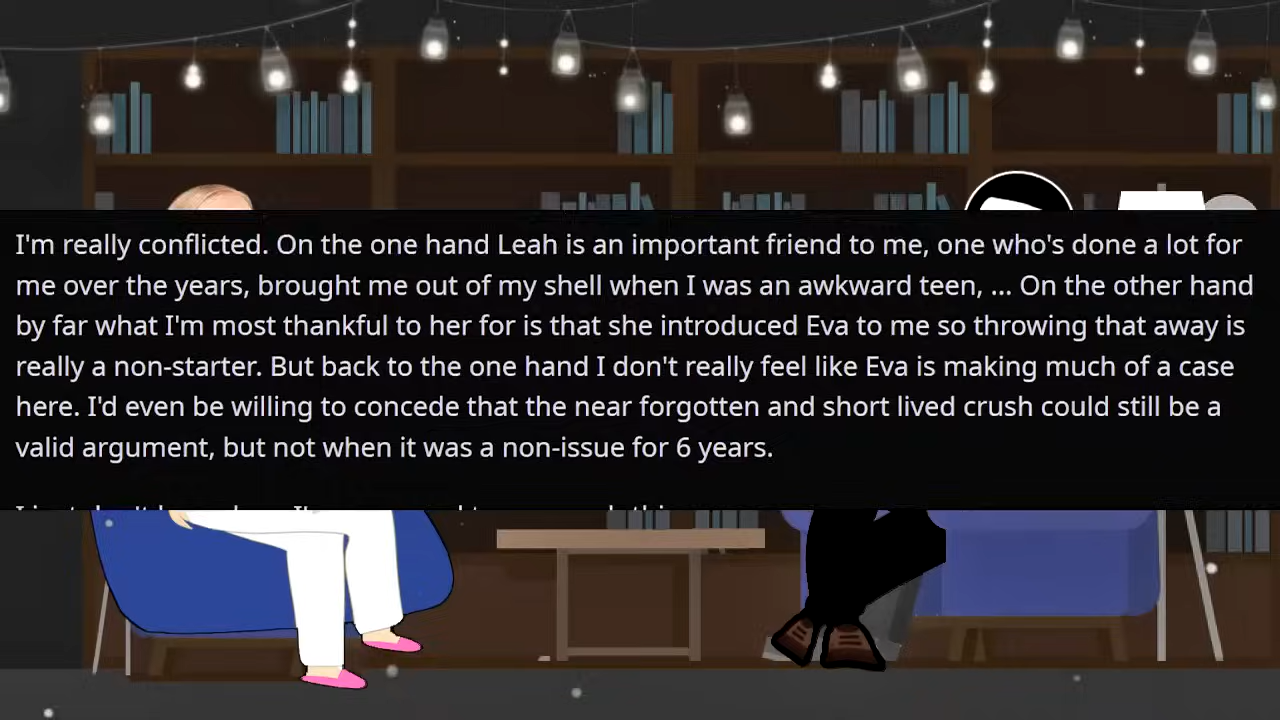 I'm really conflicted. On the one hand Leah is an important friend to me, one who's done a lot for
me over the years, brought me out of my shell when I was an awkward teen, ... On the other hand
by far what I'm most thankful to her for is that she introduced Eva to me so throwing that away is
really a non-starter. But back to the one hand I don't really feel like Eva is making much of a case
here. I'd even be willing to concede that the near forgotten and short lived crush could still be a
valid argument, but not when it was a non-issue for 6 years.